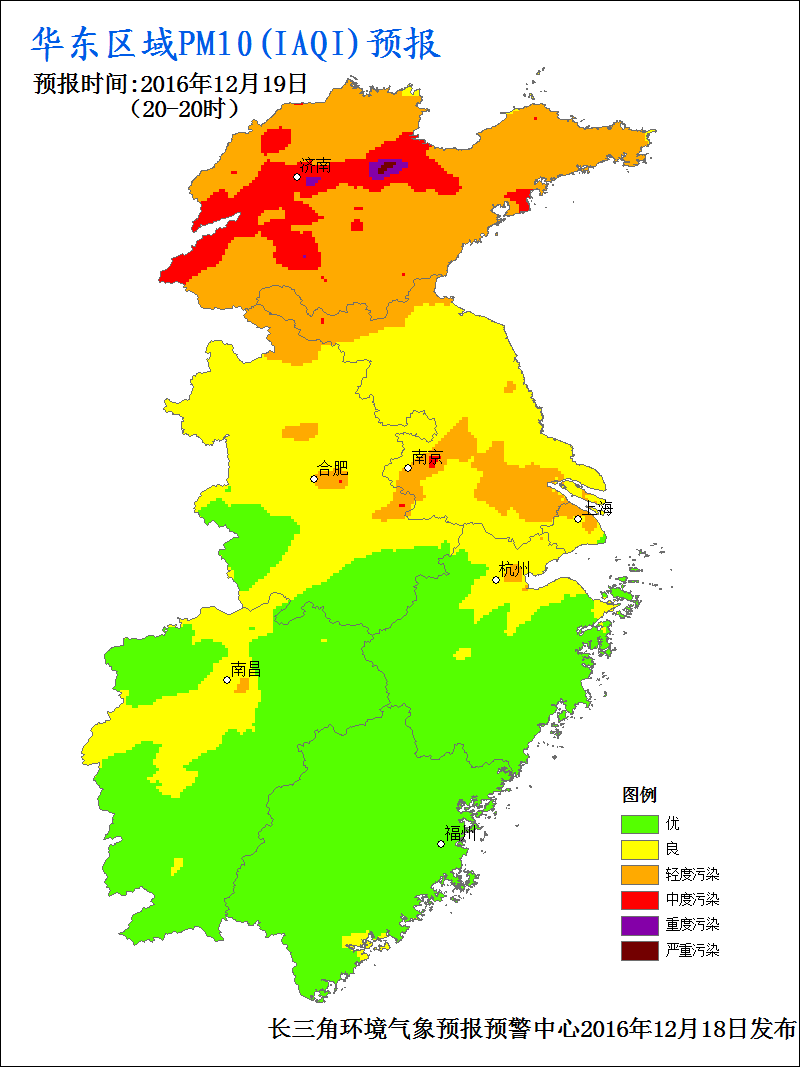 华东区域PM10(IAQI)预报
预报时间:2016年12月19日
（20-20时）
济南
南京
合肥
上海
杭州
南昌
福州
图例
优
良
轻度污染
中度污染
重度污染
严重污染
长三角环境气象预报预警中心2016年12月18日发布